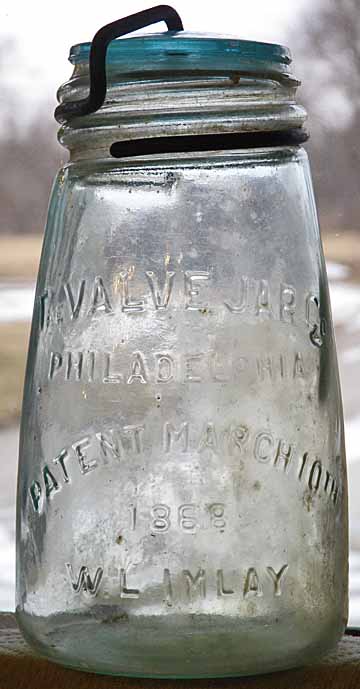 T. VALVE JAR Cº
PHILADELPHIA
PATENT MARCH 10TH
1868
W. L. IMLAY